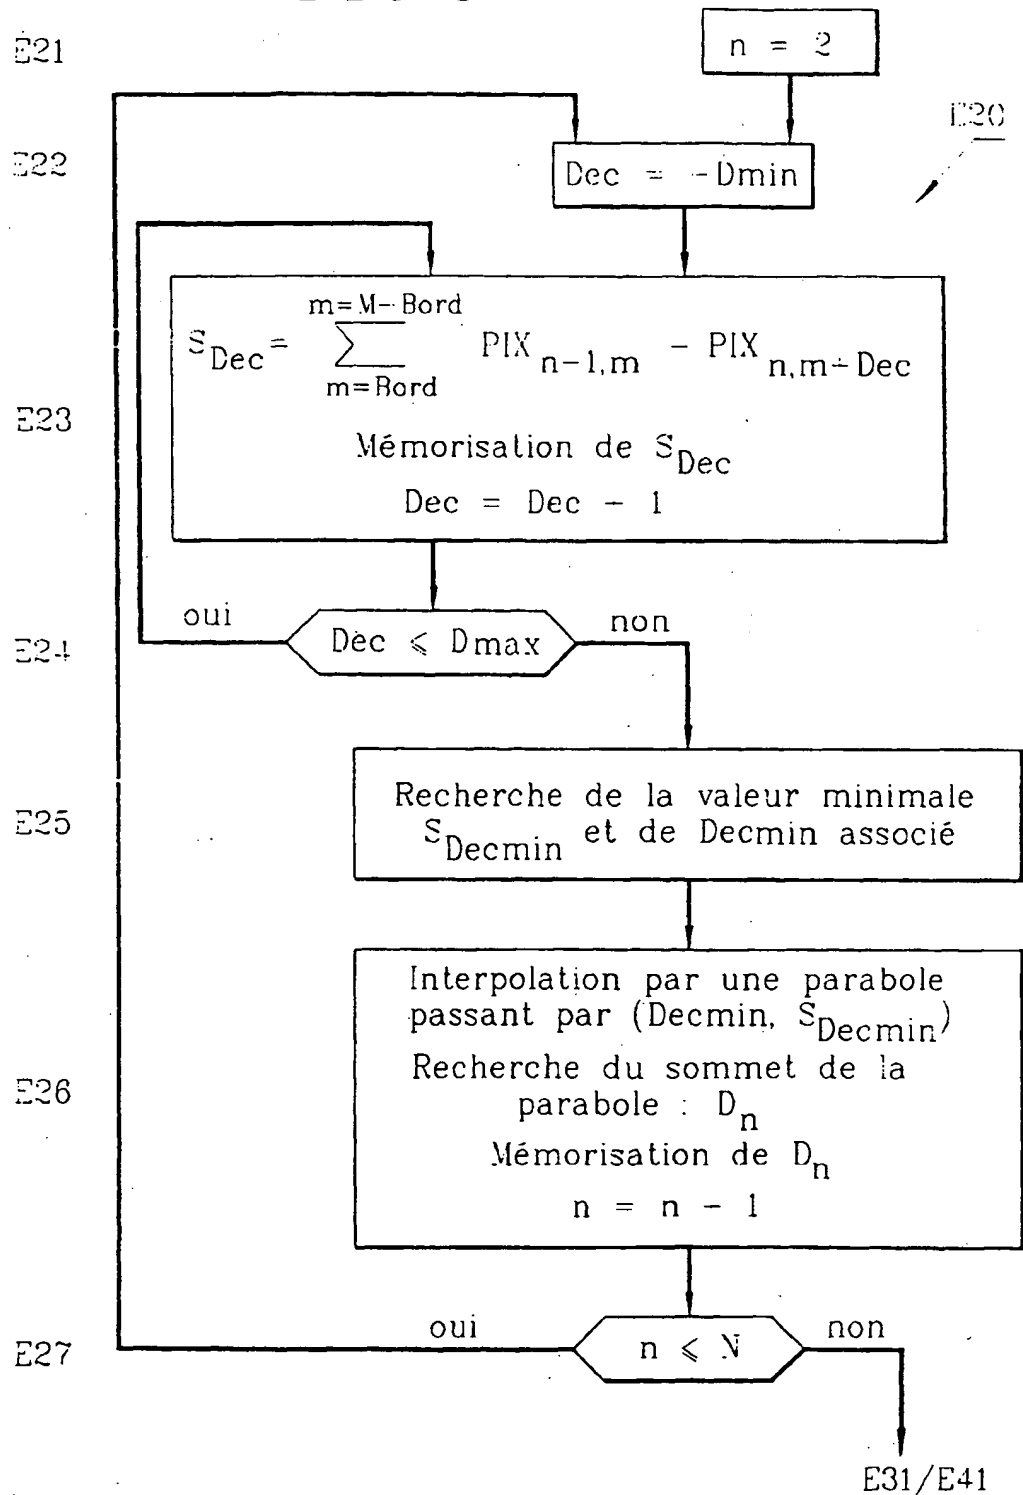 E21
n = 2
E20
E22
Dec = -Dmin
m=M-Bord
S_Dec = ∑ PIX_n-1,m - PIX_n,m-Dec
m=Bord
E23
Mémorisation de S_Dec
Dec = Dec - 1
oui
non
E24
Dec ⩽ Dmax
Recherche de la valeur minimale
E25
S_Decmin et de Decmin associé
Interpolation par une parabole
passant par (Decmin, S_Decmin)
Recherche du sommet de la
E26
parabole : D_n
Mémorisation de D_n
n = n - 1
oui
non
E27
n ⩽ N
E31/E41